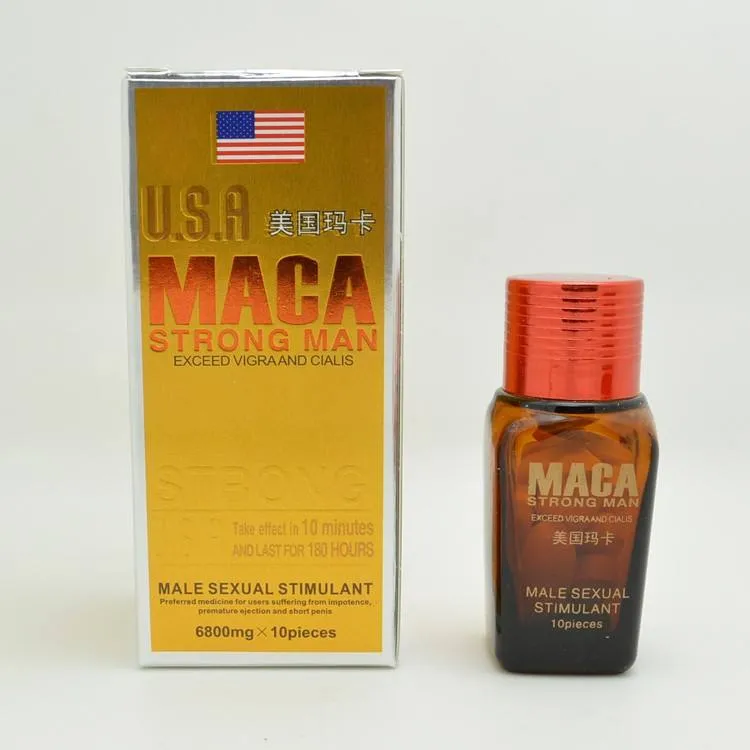 U.S.A 美国玛卡
MACA
STRONG MAN
EXCEED VIGRAAND CIALIS
STRONG
Take effect in 10 minutes
AND LAST FOR 180 HOURS
MALE SEXUAL STIMULANT
Preferred medicine for users suffering from impotence,
premature ejection and short penis
6800mg×10pieces
MACA
STRONG MAN
EXCEED VIGRAAND CIALIS
美国玛卡
MALE SEXUAL
STIMULANT
10pieces